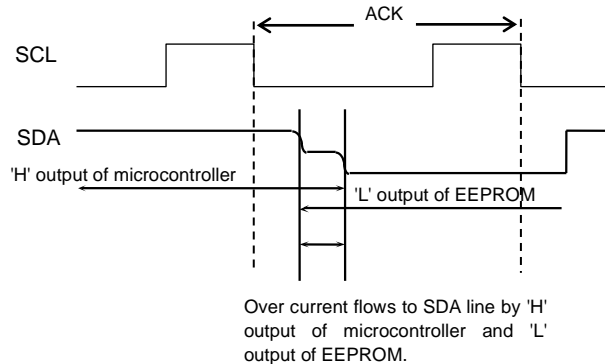 ACK
SCL
SDA
'H' output of microcontroller
'L' output of EEPROM
Over current flows to SDA line by 'H'
output of microcontroller and 'L'
output of EEPROM.